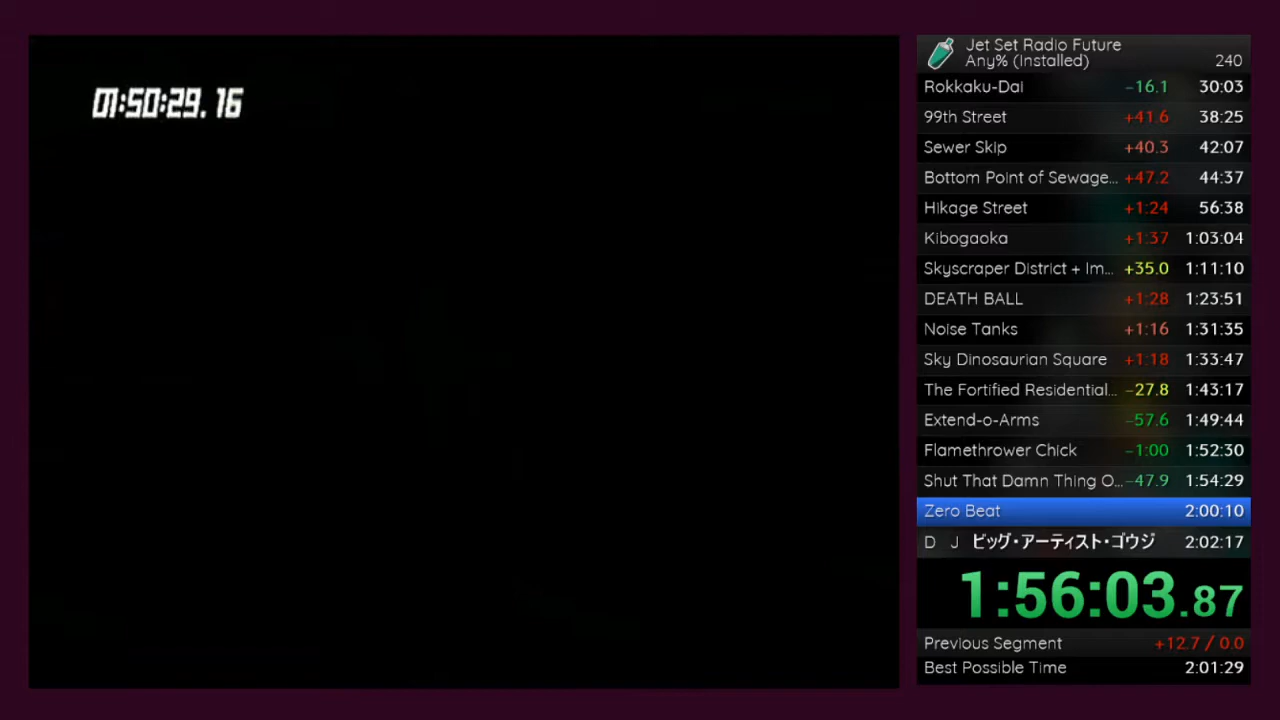 01:50:29.16
Jet Set Radio Future
Any% (Installed) 240
Rokkaku-Dai −16.1 30:03
99th Street +41.6 38:25
Sewer Skip +40.3 42:07
Bottom Point of Sewage... +47.2 44:37
Hikage Street +1:24 56:38
Kibogaoka +1:37 1:03:04
Skyscraper District + Im... +35.0 1:11:10
DEATH BALL +1:28 1:23:51
Noise Tanks +1:16 1:31:35
Sky Dinosaurian Square +1:18 1:33:47
The Fortified Residential... −27.8 1:43:17
Extend-o-Arms −57.6 1:49:44
Flamethrower Chick −1:00 1:52:30
Shut That Damn Thing O... −47.9 1:54:29
Zero Beat 2:00:10
D J ビッグ・アーティスト・ゴウジ 2:02:17
1:56:03.87
Previous Segment +12.7 / 0.0
Best Possible Time 2:01:29